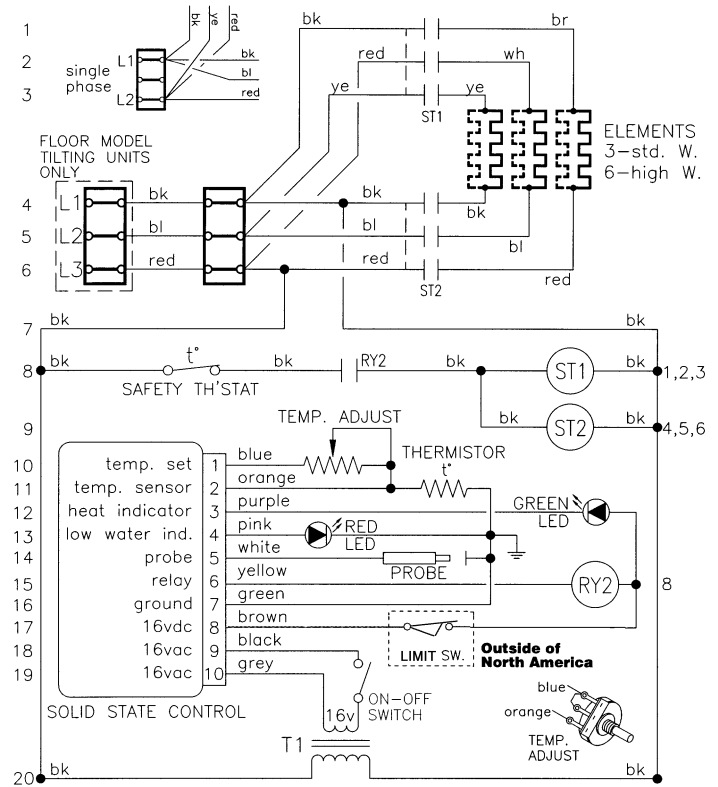 1 bk br
bk ye red
2 L1 bk red wh
single
phase
bl
3 L2 red ye ye
ST1
FLOOR MODEL
TILTING UNITS
ONLY
ELEMENTS
3-std. W.
6-high W.
4 L1 bk bk bk
5 L2 bl bl bl
6 L3 red red red
ST2
7 bk bk
8 bk t° bk RY2 bk ST1 bk 1,2,3
SAFETY TH'STAT
9 bk ST2 bk 4,5,6
TEMP. ADJUST
10 temp. set 1 blue
THERMISTOR
t°
11 temp. sensor 2 orange
12 heat indicator 3 purple
GREEN
LED
13 low water ind. 4 pink
RED
LED
14 probe 5 white
PROBE
15 relay 6 yellow RY2 8
16 ground 7 green
17 16vdc 8 brown
LIMIT SW.
Outside of
North America
18 16vac 9 black
19 16vac 10 grey
ON-OFF
SWITCH
SOLID STATE CONTROL
16v
T1
blue
orange
TEMP.
ADJUST
20 bk bk